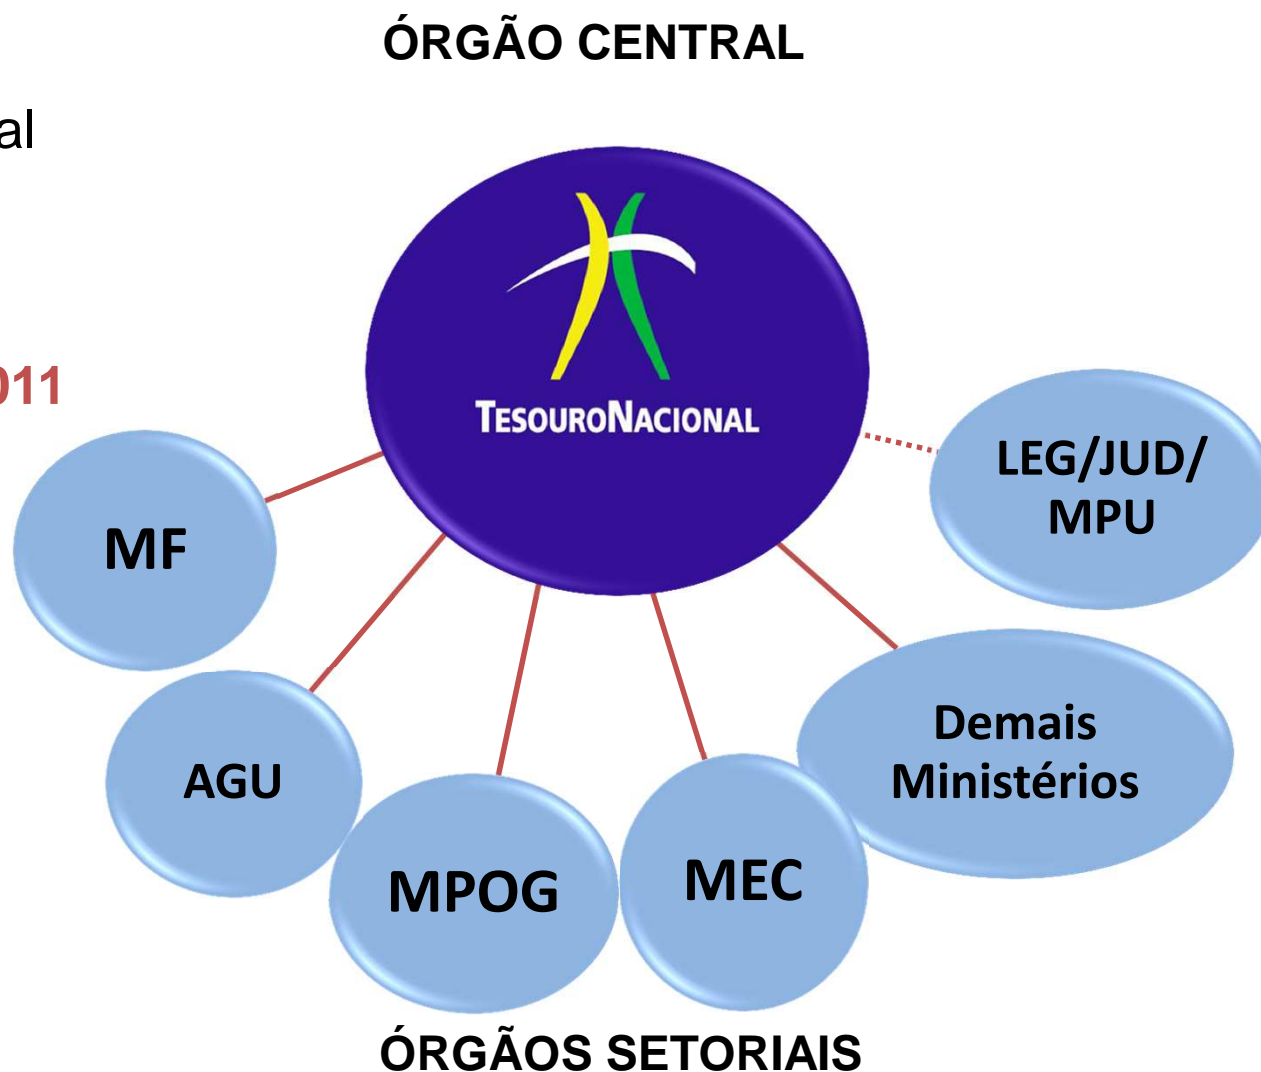 ÓRGÃO CENTRAL
al
011
TESOURONACIONAL
LEG/JUD/
MPU
MF
Demais
Ministérios
AGU
MPOG
MEC
ÓRGÃOS SETORIAIS